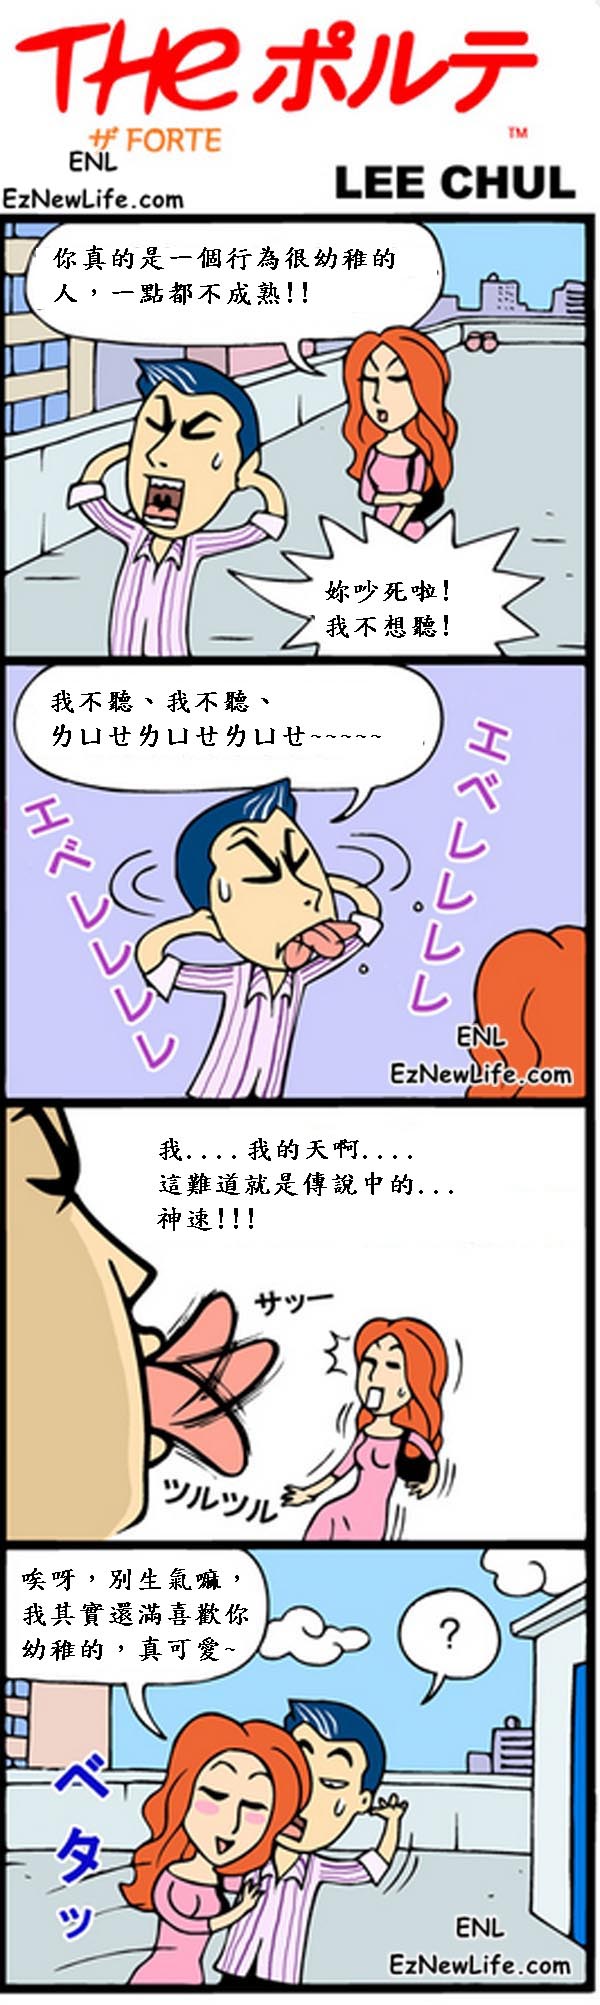 THe ポルテ
ザ FORTE
™
ENL
EzNewLife.com
LEE CHUL
你真的是一個行為很幼稚的
人，一點都不成熟!!
妳吵死啦!
我不想聽!
我不聽、我不聽、
ㄌㄩㄝㄌㄩㄝㄌㄩㄝ~~~~~
エベレレレレ
エベレレレレ
ENL
EzNewLife.com
我....我的天啊....
這難道就是傳說中的...
神速!!!
サッー
ツルツル
唉呀，別生氣嘛，
我其實還滿喜歡你
幼稚的，真可愛~
?
ベタッ
ENL
EzNewLife.com